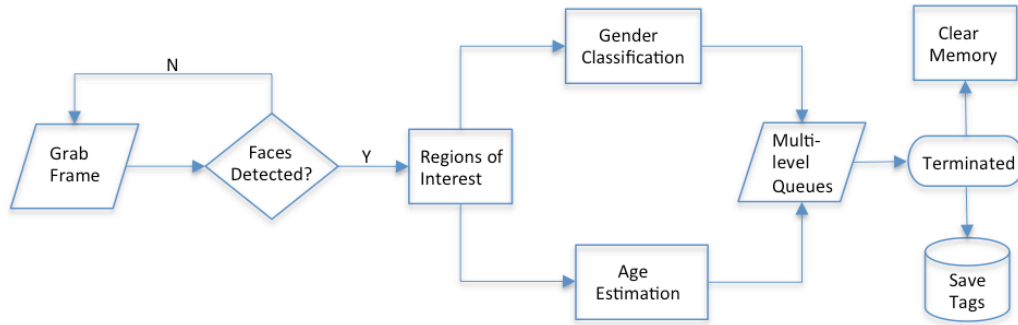 N
Grab
Frame
Faces
Detected?
Y
Regions of
Interest
Gender
Classification
Age
Estimation
Multi-
level
Queues
Terminated
Clear
Memory
Save
Tags